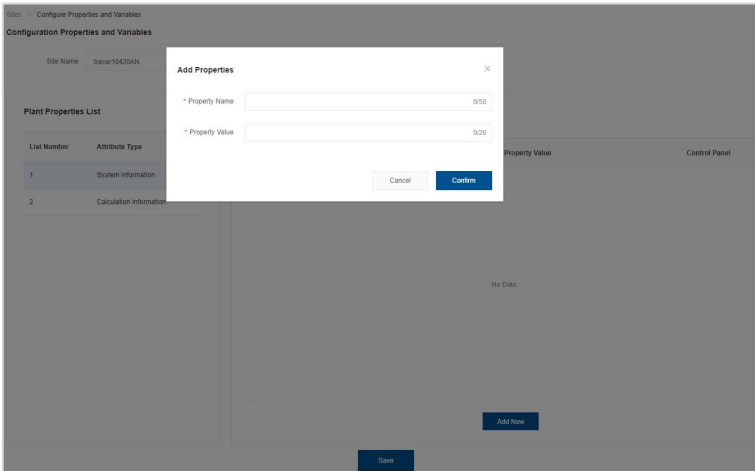 Sites > Configure Properties and Variables
Configuration Properties and Variables
Site Name tracar10420AN
Add Properties ×
* Property Name 0/50
* Property Value 0/20
Cancel Confirm
Plant Properties List
List Number Attribute Type Property Value Control Panel
1 System Information
2 Calculation Information
No Data
Add New
Save